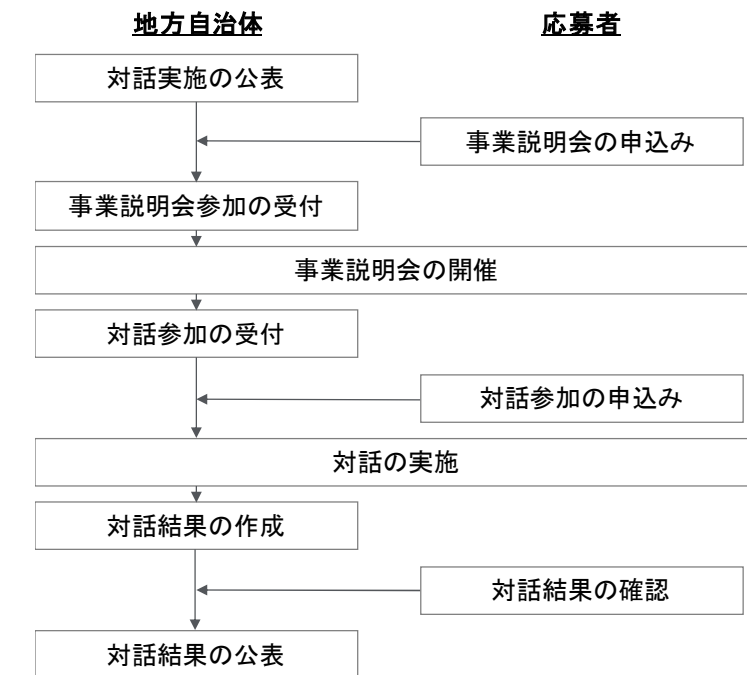 地方自治体
応募者
対話実施の公表
事業説明会の申込み
事業説明会参加の受付
事業説明会の開催
対話参加の受付
対話参加の申込み
対話の実施
対話結果の作成
対話結果の確認
対話結果の公表